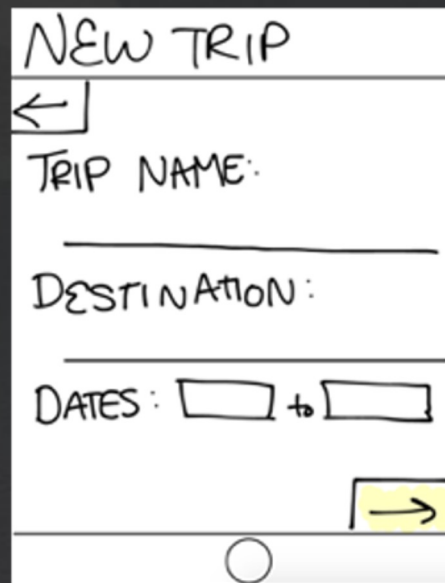 NEW TRIP
←
TRIP NAME:
DESTINATION:
DATES: to
→